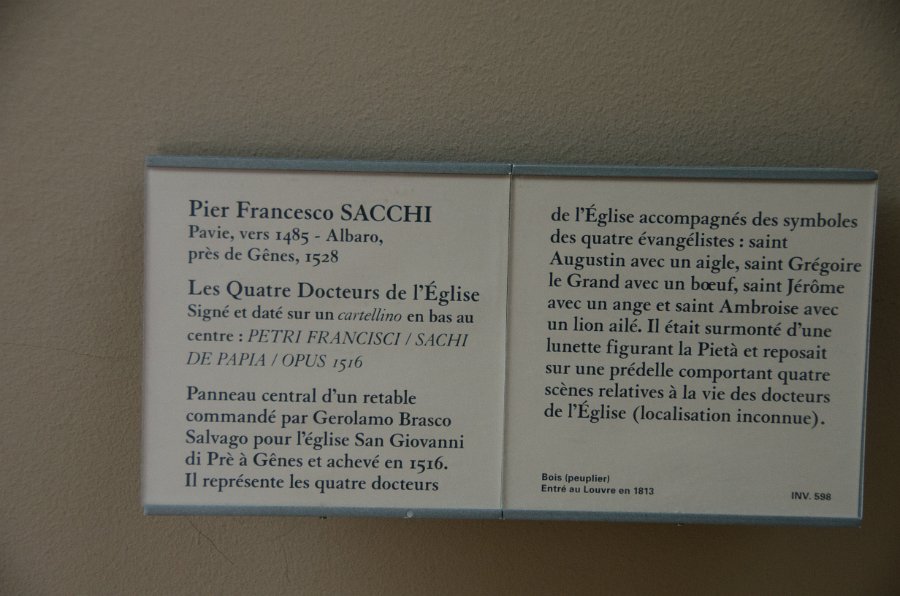 Pier Francesco SACCHI
Pavie, vers 1485 - Albaro,
près de Gênes, 1528
Les Quatre Docteurs de l'Église
Signé et daté sur un cartellino en bas au
centre : PETRI FRANCISCI / SACHI
DE PAPIA / OPUS 1516
Panneau central d'un retable
commandé par Gerolamo Brasco
Salvago pour l'église San Giovanni
di Prè à Gênes et achevé en 1516.
Il représente les quatre docteurs
de l'Église accompagnés des symboles
des quatre évangélistes : saint
Augustin avec un aigle, saint Grégoire
le Grand avec un bœuf, saint Jérôme
avec un ange et saint Ambroise avec
un lion ailé. Il était surmonté d'une
lunette figurant la Pietà et reposait
sur une prédelle comportant quatre
scènes relatives à la vie des docteurs
de l'Église (localisation inconnue).
Bois (peuplier)
Entré au Louvre en 1813
INV. 598